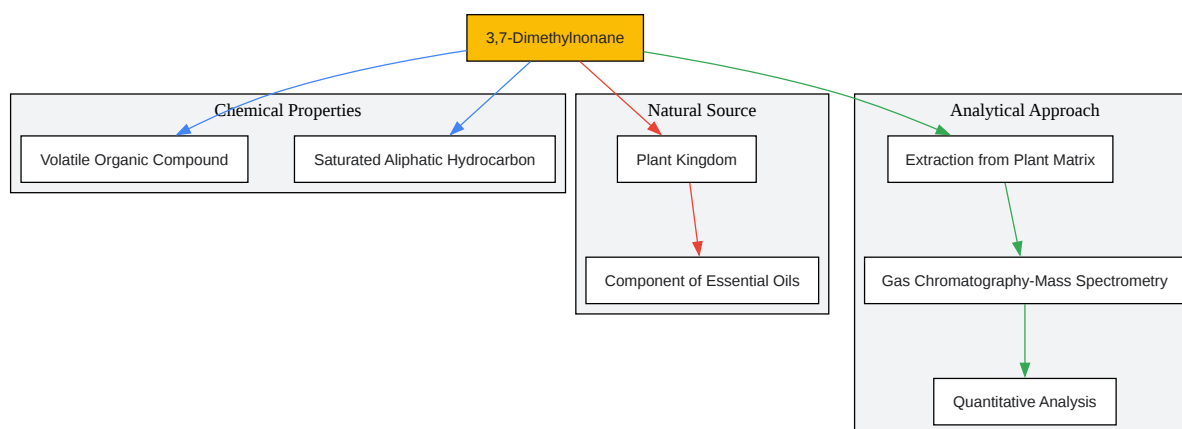 3,7-Dimethylnonane
Chemical Properties
Volatile Organic Compound
Saturated Aliphatic Hydrocarbon
Natural Source
Plant Kingdom
Component of Essential Oils
Analytical Approach
Extraction from Plant Matrix
Gas Chromatography-Mass Spectrometry
Quantitative Analysis